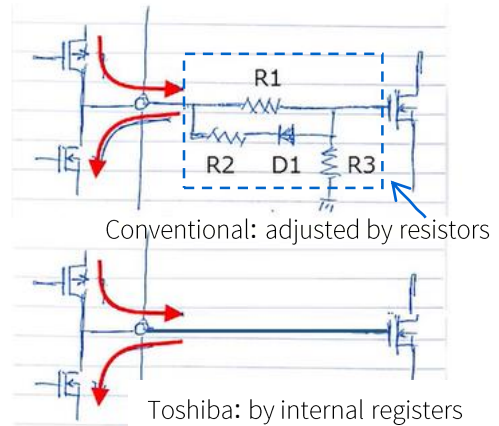 R1
R2
D1
R3
Conventional: adjusted by resistors
Toshiba: by internal registers